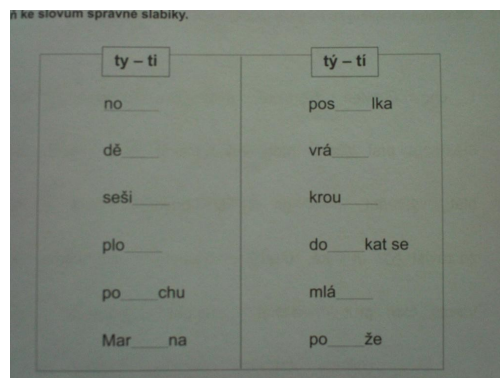 ň ke slovům správné slabiky.
ty – ti
no____
dě____
seši____
plo____
po____chu
Mar____na
tý – tí
pos____lka
vrá____
krou____
do____kat se
mlá____
po____že